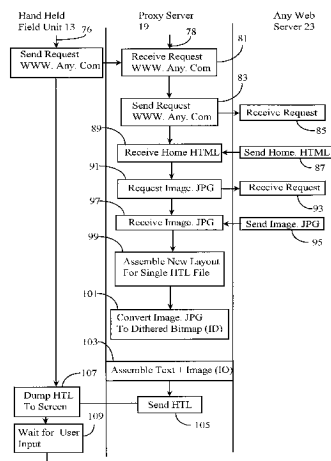 Hand Held
Field Unit 13
Proxy Server
19
Any Web
Server 23
76
78
81
Send Request
WWW. Any. Com
Receive Request
WWW. Any. Com
83
Send Request
WWW. Any. Com
Receive Request
85
89
Receive Home HTML
Send Home. HTML
87
91
Request Image. JPG
Receive Request
93
97
Receive Image. JPG
Send Image. JPG
95
99
Assemble New Layout
For Single HTL File
101
Convert Image. JPG
To Dithered Bitmap (ID)
103
Assemble Text + Image (IO)
107
Dump HTL
To Screen
Send HTL
105
109
Wait for User
Input